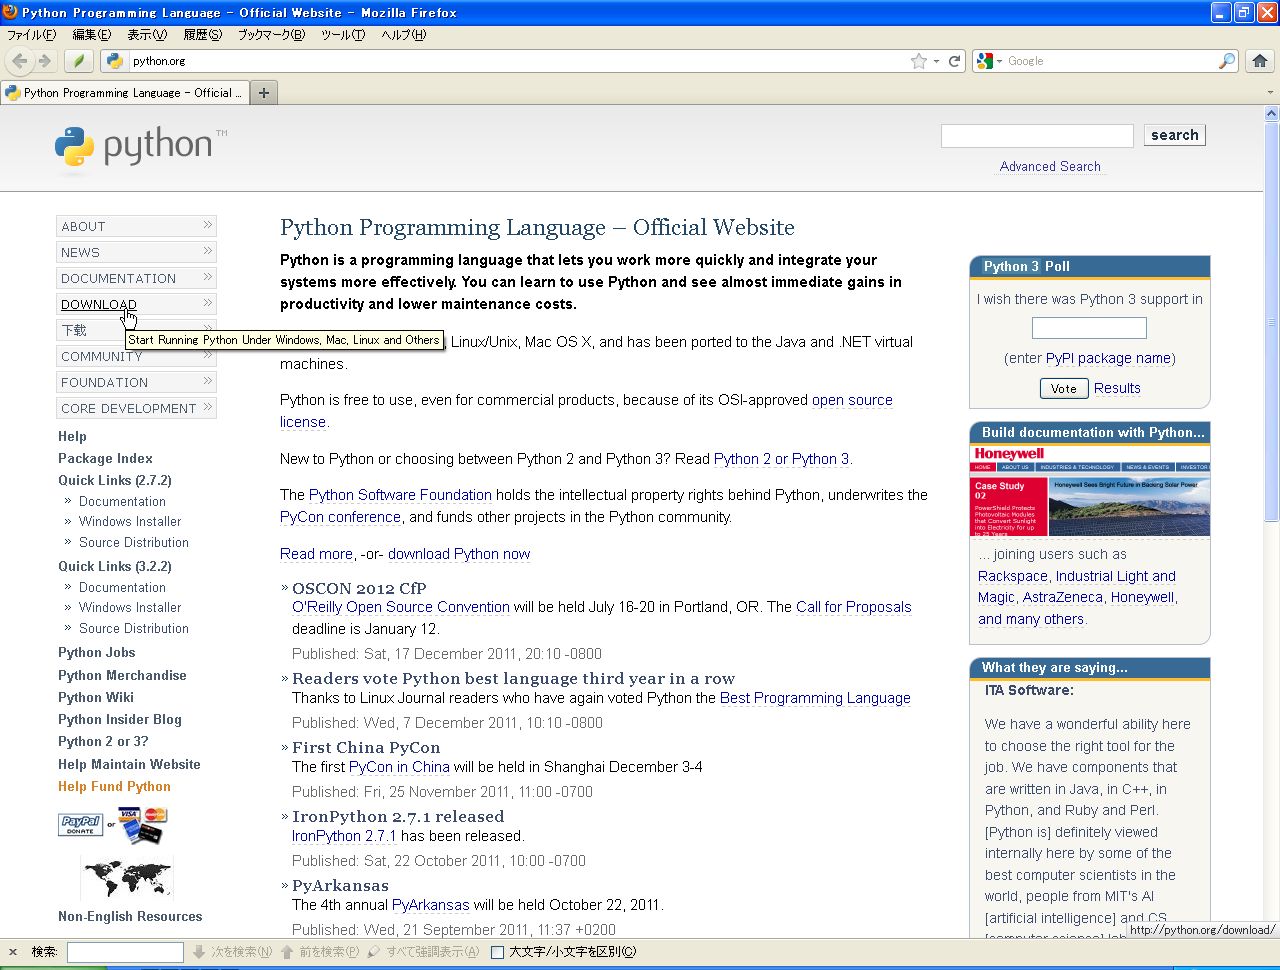 Python Programming Language – Official Website - Mozilla Firefox
ファイル(F) 編集(E) 表示(V) 履歴(S) ブックマーク(B) ツール(T) ヘルプ(H)
python.org
Google
Python Programming Language – Official ...
python™
search
Advanced Search
ABOUT »
NEWS »
DOCUMENTATION »
DOWNLOAD »
下载
COMMUNITY »
FOUNDATION »
CORE DEVELOPMENT »
Start Running Python Under Windows, Mac, Linux and Others
Help
Package Index
Quick Links (2.7.2)
» Documentation
» Windows Installer
» Source Distribution
Quick Links (3.2.2)
» Documentation
» Windows Installer
» Source Distribution
Python Jobs
Python Merchandise
Python Wiki
Python Insider Blog
Python 2 or 3?
Help Maintain Website
Help Fund Python
PayPal DONATE or VISA
Non-English Resources
Python Programming Language – Official Website
Python is a programming language that lets you work more quickly and integrate your
systems more effectively. You can learn to use Python and see almost immediate gains in
productivity and lower maintenance costs.
, Linux/Unix, Mac OS X, and has been ported to the Java and .NET virtual
machines.
Python is free to use, even for commercial products, because of its OSI-approved open source
license.
New to Python or choosing between Python 2 and Python 3? Read Python 2 or Python 3.
The Python Software Foundation holds the intellectual property rights behind Python, underwrites the
PyCon conference, and funds other projects in the Python community.
Read more, -or- download Python now
» OSCON 2012 CfP
O'Reilly Open Source Convention will be held July 16-20 in Portland, OR. The Call for Proposals
deadline is January 12.
Published: Sat, 17 December 2011, 20:10 -0800
» Readers vote Python best language third year in a row
Thanks to Linux Journal readers who have again voted Python the Best Programming Language
Published: Wed, 7 December 2011, 10:10 -0800
» First China PyCon
The first PyCon in China will be held in Shanghai December 3-4
Published: Fri, 25 November 2011, 11:00 -0700
» IronPython 2.7.1 released
IronPython 2.7.1 has been released.
Published: Sat, 22 October 2011, 10:00 -0700
» PyArkansas
The 4th annual PyArkansas will be held October 22, 2011.
Published: Wed, 21 September 2011, 11:37 +0200
Python 3 Poll
I wish there was Python 3 support in
(enter PyPI package name)
Vote Results
Build documentation with Python...
Honeywell
HOME ABOUT US INDUSTRIES & TECHNOLOGY NEWS & EVENTS INVESTOR
Case Study
02
Honeywell Sees Bright Future in Backing Solar Power
PowerShield Protects
Photovoltaic Modules
that Convert Sunlight
into Electricity for up
to 25 Years
... joining users such as
Rackspace, Industrial Light and
Magic, AstraZeneca, Honeywell,
and many others.
What they are saying...
ITA Software:
We have a wonderful ability here
to choose the right tool for the
job. We have components that
are written in Java, in C++, in
Python, and Ruby and Perl.
[Python is] definitely viewed
internally here by some of the
best computer scientists in the
world, people from MIT's AI
[artificial intelligence] and CS
http://python.org/download/
× 検索: 次を検索(N) 前を検索(P) すべて強調表示(A) 大文字/小文字を区別(C)